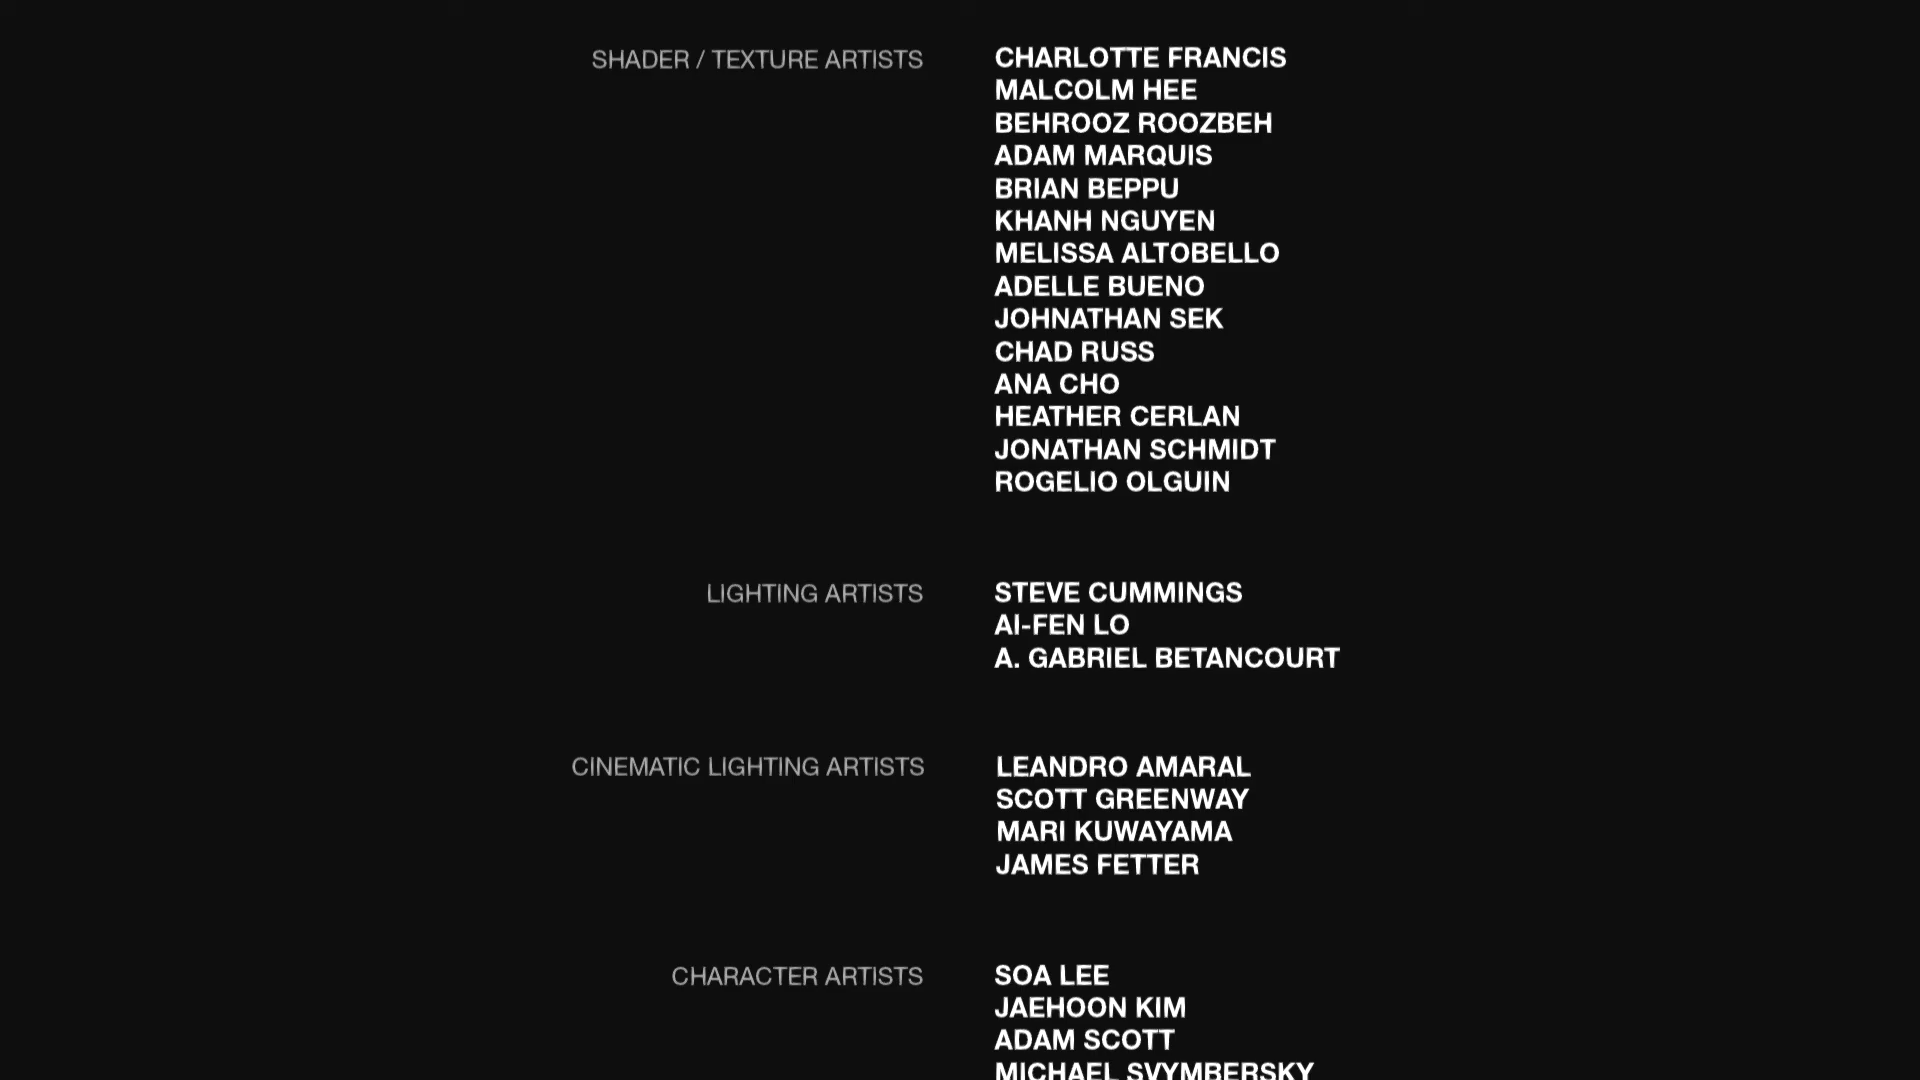 SHADER / TEXTURE ARTISTS
CHARLOTTE FRANCIS
MALCOLM HEE
BEHROOZ ROOZBEH
ADAM MARQUIS
BRIAN BEPPU
KHANH NGUYEN
MELISSA ALTOBELLO
ADELLE BUENO
JOHNATHAN SEK
CHAD RUSS
ANA CHO
HEATHER CERLAN
JONATHAN SCHMIDT
ROGELIO OLGUIN
LIGHTING ARTISTS
STEVE CUMMINGS
AI-FEN LO
A. GABRIEL BETANCOURT
CINEMATIC LIGHTING ARTISTS
LEANDRO AMARAL
SCOTT GREENWAY
MARI KUWAYAMA
JAMES FETTER
CHARACTER ARTISTS
SOA LEE
JAEHOON KIM
ADAM SCOTT
MICHAEL SVYMBERSKY